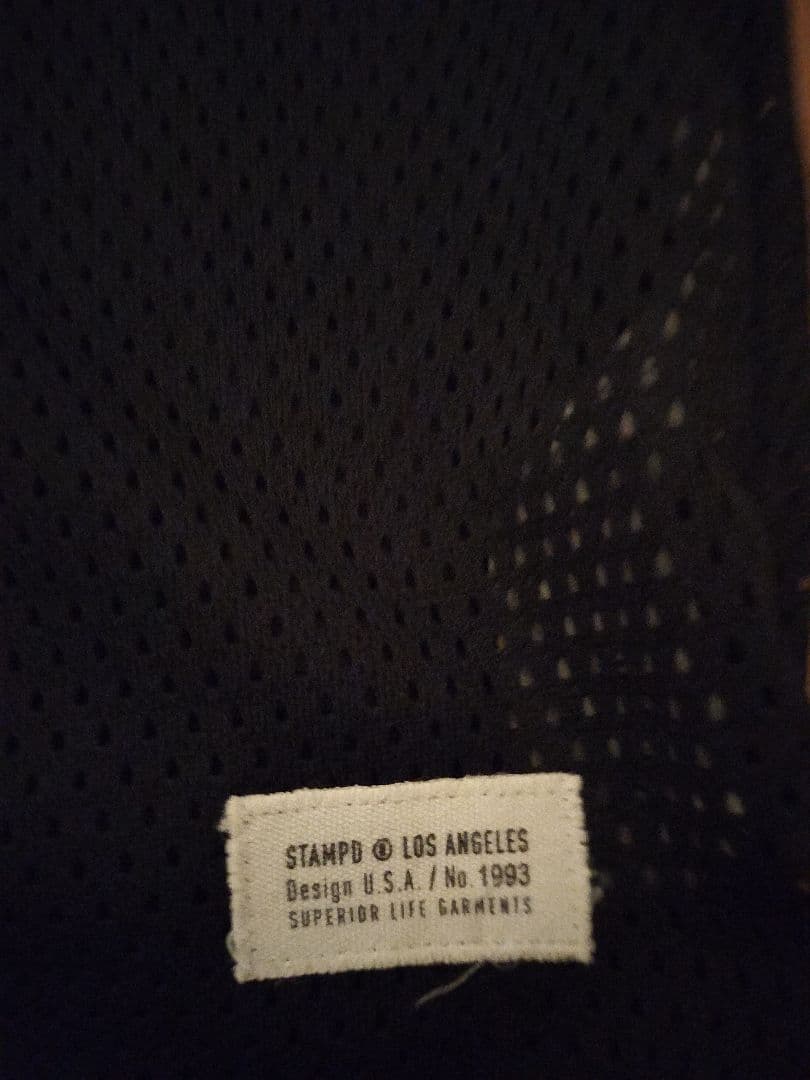 STAMPD ® LOS ANGELES
Design U.S.A. / No. 1993
SUPERIOR LIFE GARMENTS